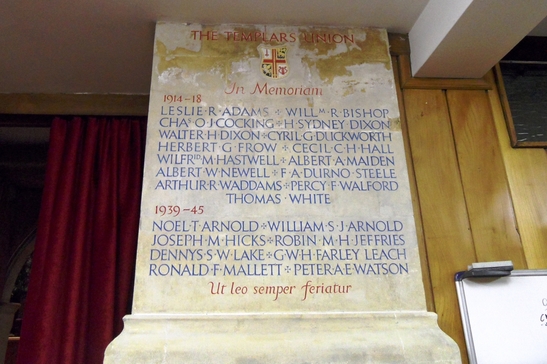 THE TEMPLARS UNION
In Memoriam
1914-18
LESLIE·R·ADAMS · WILLM·R·BISHOP
CHAS·O·J·COCKING · H·SYDNEY DIXON
WALTER·H·DIXON · CYRIL·G·DUCKWORTH
HERBERT·G·FROW · CECIL·C·H·HALL
WILFRD·M·HASTWELL · ALBERT·A·MAIDEN
ALBERT·W·NEWELL · F·A·DURNO·STEELE
ARTHUR·R·WADDAMS · PERCY·F·WALFORD
THOMAS·WHITE
1939-45
NOEL·T·ARNOLD · WILLIAM·S·J·ARNOLD
JOSEPH·M·HICKS · ROBIN·M·H·JEFFRIES
DENNYS·S·W·LAKE · G·W·H·FARLEY LEACH
RONALD·F·MALLETT · PETER·A·E·WATSON
Ut leo semper feriatur